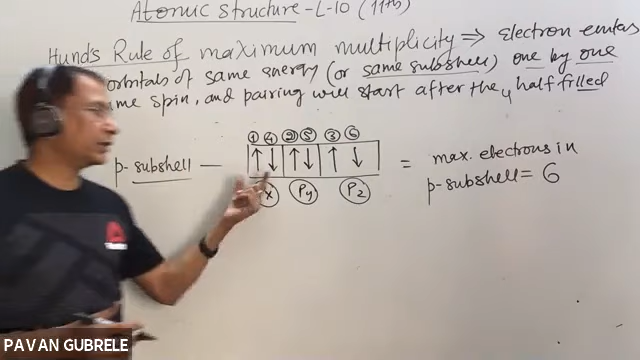 Atomic structure-L-10 (11th)
Hund's Rule of maximum multiplicity ⇒ Electron enters
orbitals of same energy (or same subshell) one by one
spin, and pairing will start after the half filled
① ④ ② ⑤ ③ ⑥
p-subshell — ↑ ↓ ↑ ↓ ↑ ↓ = max. electrons in
p-subshell = 6
x Py Pz
PAVAN GUBRELE